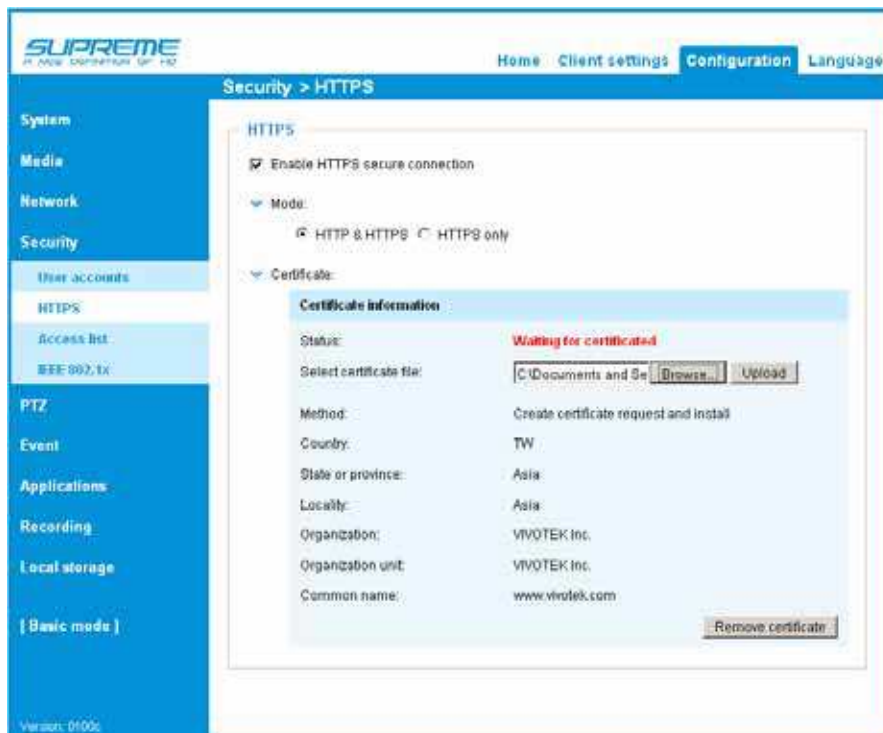 SUPREME
A NEW DEFINITION OF HD
Home Client settings Configuration Language
Security > HTTPS
System
Media
Network
Security
User accounts
HTTPS
Access list
IEEE 802.1x
PTZ
Event
Applications
Recording
Local storage
[ Basic mode ]
Version: 0100c
HTTPS
Enable HTTPS secure connection
Mode:
HTTP & HTTPS HTTPS only
Certificate:
Certificate information
Status: Waiting for certificated
Select certificate file: C:\Documents and Se Browse... Upload
Method: Create certificate request and install
Country: TW
State or province: Asia
Locality: Asia
Organization: VIVOTEK Inc.
Organization unit: VIVOTEK Inc.
Common name: www.vivotek.com
Remove certificate